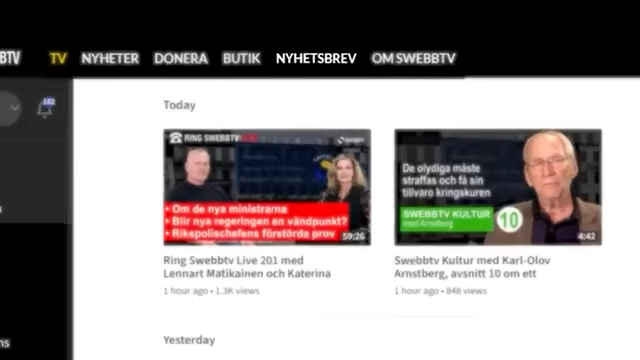 BTV TV NYHETER DONERA BUTIK NYHETSBREV OM SWEBBTV
102
Today
RING SWEBBTV LIVE
• Om de nya ministrarna
• Blir nya regeringen en vändpunkt?
• Rikspolischefens förstörda prov
59:26
De olydiga måste
straffas och få sin
tillvaro kringskuren
SWEBBTV KULTUR
med Arnstberg
10
4:42
Ring Swebbtv Live 201 med
Lennart Matikainen och Katerina
1 hour ago • 1.3K views
Swebbtv Kultur med Karl-Olov
Arnstberg, avsnitt 10 om ett
1 hour ago • 848 views
Yesterday
ms